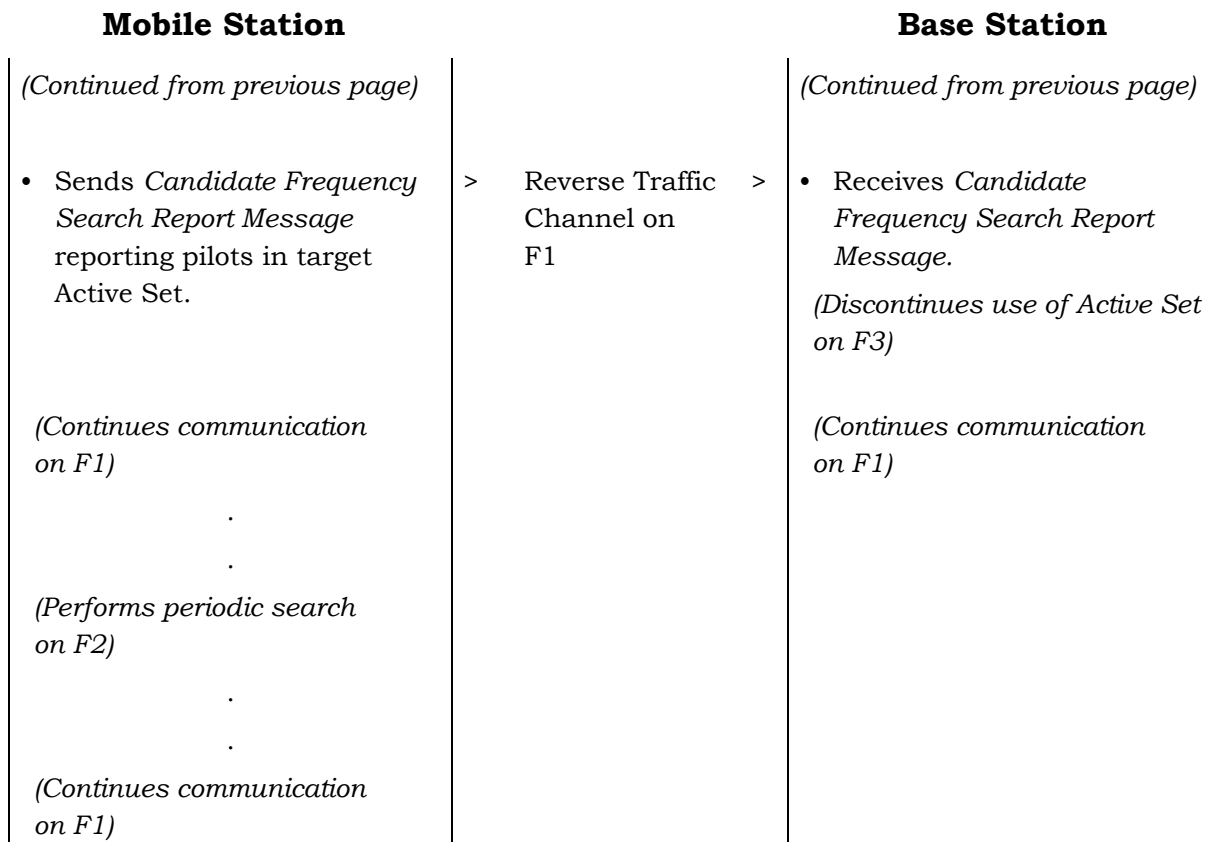 Mobile Station
Base Station
(Continued from previous page)
(Continued from previous page)
• Sends Candidate Frequency
Search Report Message
reporting pilots in target
Active Set.
> Reverse Traffic >
Channel on
F1
• Receives Candidate
Frequency Search Report
Message.
(Discontinues use of Active Set
on F3)
(Continues communication
on F1)
(Continues communication
on F1)
.
.
(Performs periodic search
on F2)
.
.
(Continues communication
on F1)